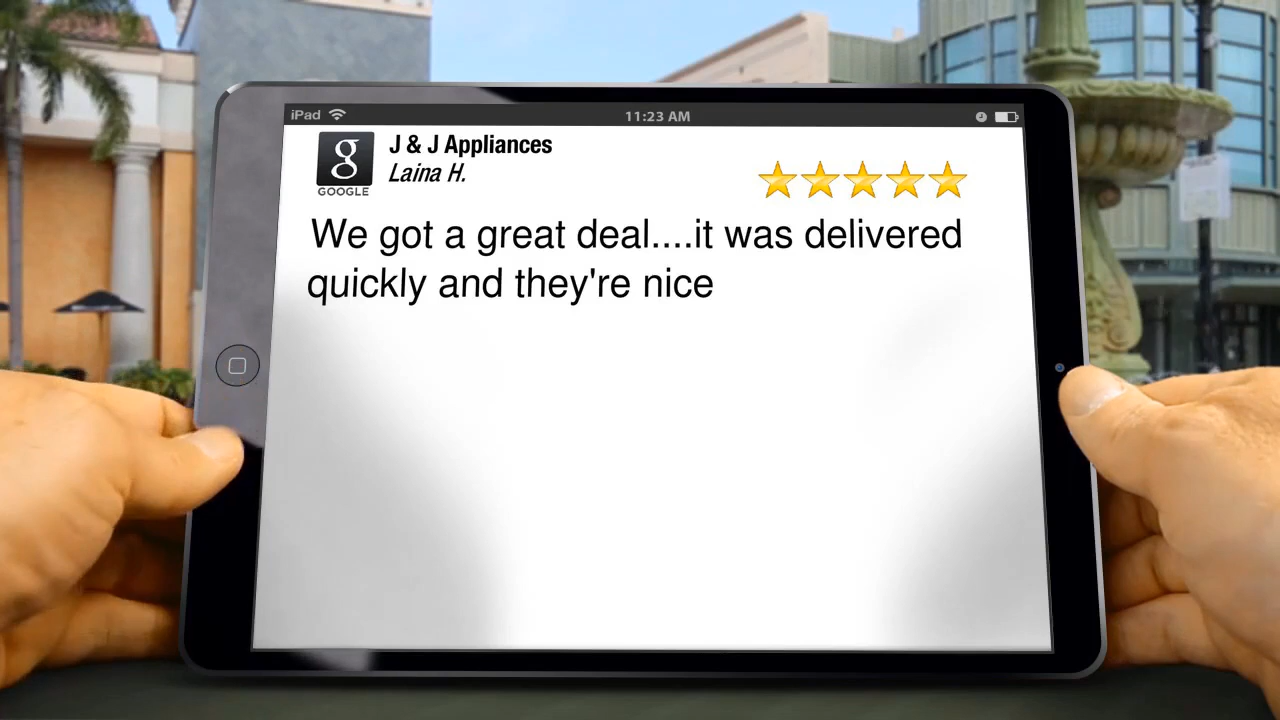 iPad 11:23 AM
g J & J Appliances
GOOGLE Laina H.
We got a great deal....it was delivered
quickly and they're nice